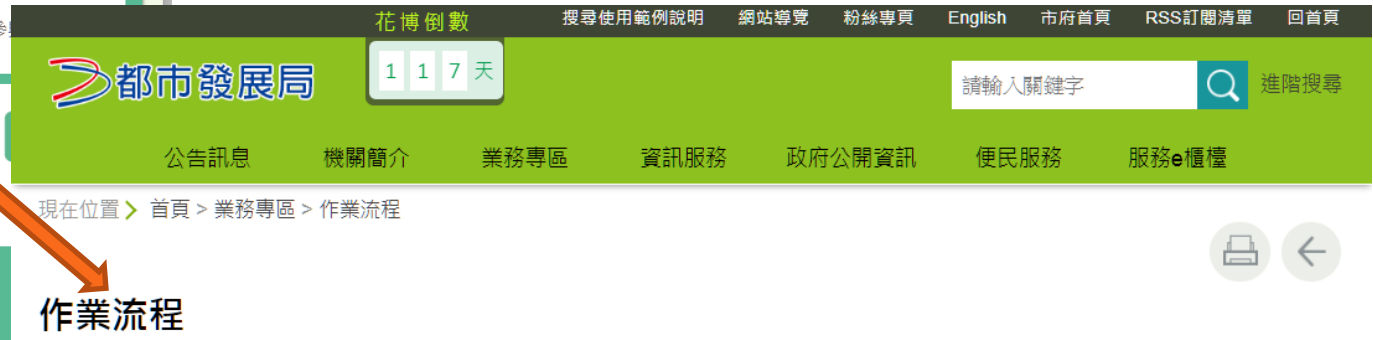 花博倒數 搜尋使用範例說明 網站導覽 粉絲專頁 English 市府首頁 RSS訂閱清單 回首頁
都市發展局 1 1 7 天 請輸入關鍵字 進階搜尋
公告訊息 機關簡介 業務專區 資訊服務 政府公開資訊 便民服務 服務e櫃檯
現在位置 首頁 > 業務專區 > 作業流程
作業流程